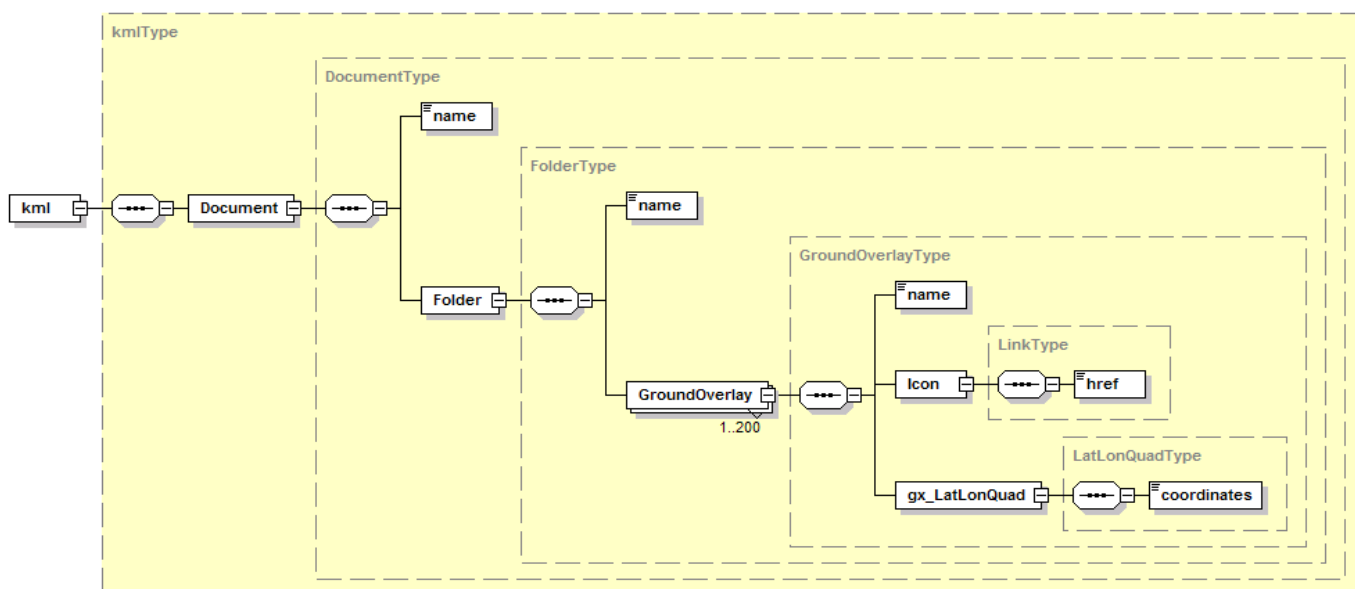 kmlType
DocumentType
name
FolderType
kml
Document
name
GroundOverlayType
Folder
name
LinkType
GroundOverlay
Icon
href
1..200
LatLonQuadType
gx_LatLonQuad
coordinates